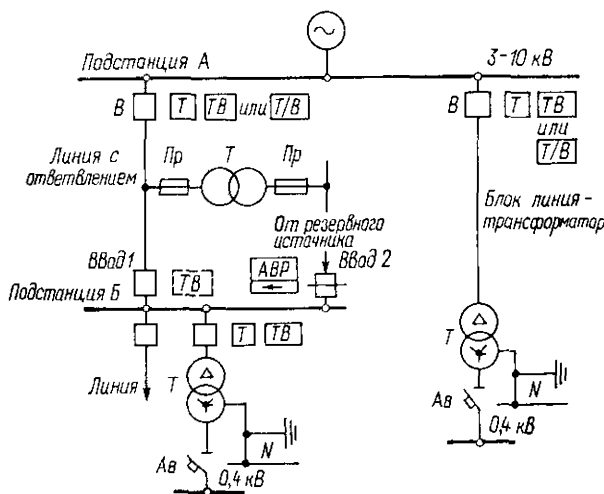 Подстанция А
3-10 кВ
В
Т
ТВ
или
Т/В
В
Т
ТВ
или
Т/В
Линия с
ответвлением
Пр
Т
Пр
Блок линия-
трансформатор
От резервного
источника
Ввод 1
ТВ
АВР
Ввод 2
Подстанция Б
Т
ТВ
Линия
Т
N
Ав
0,4 кВ
Т
N
Ав
0,4 кВ